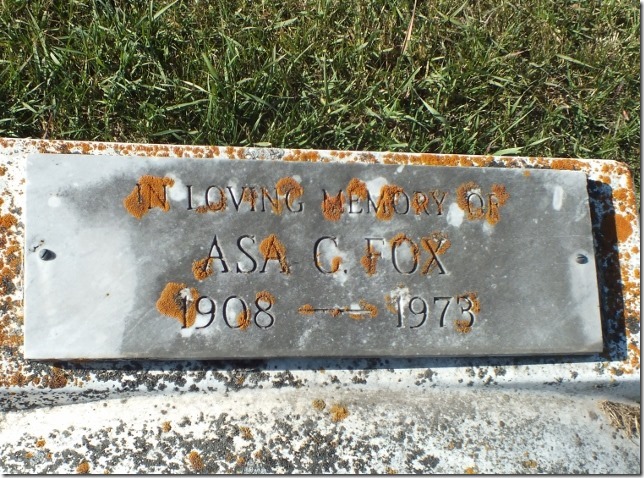 IN LOVING MEMORY OF
ASA C. FOX
1908 — 1973